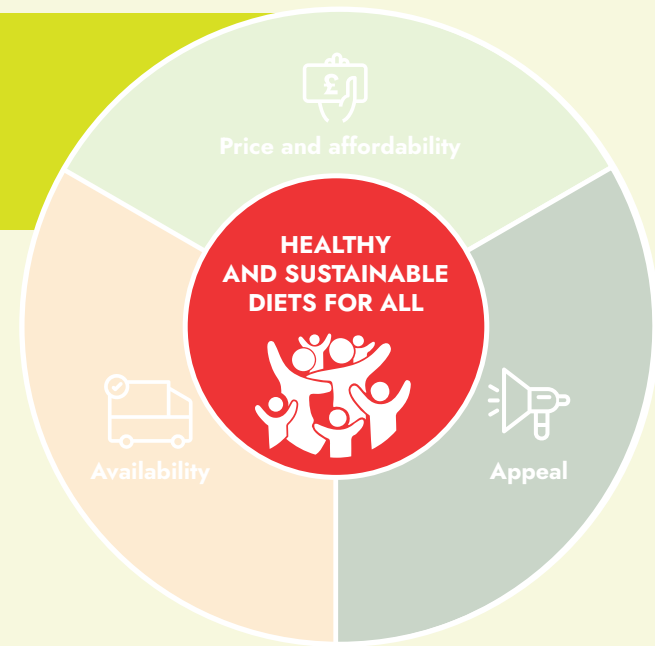 £
Price and affordability
HEALTHY
AND SUSTAINABLE
DIETS FOR ALL
Availability
Appeal